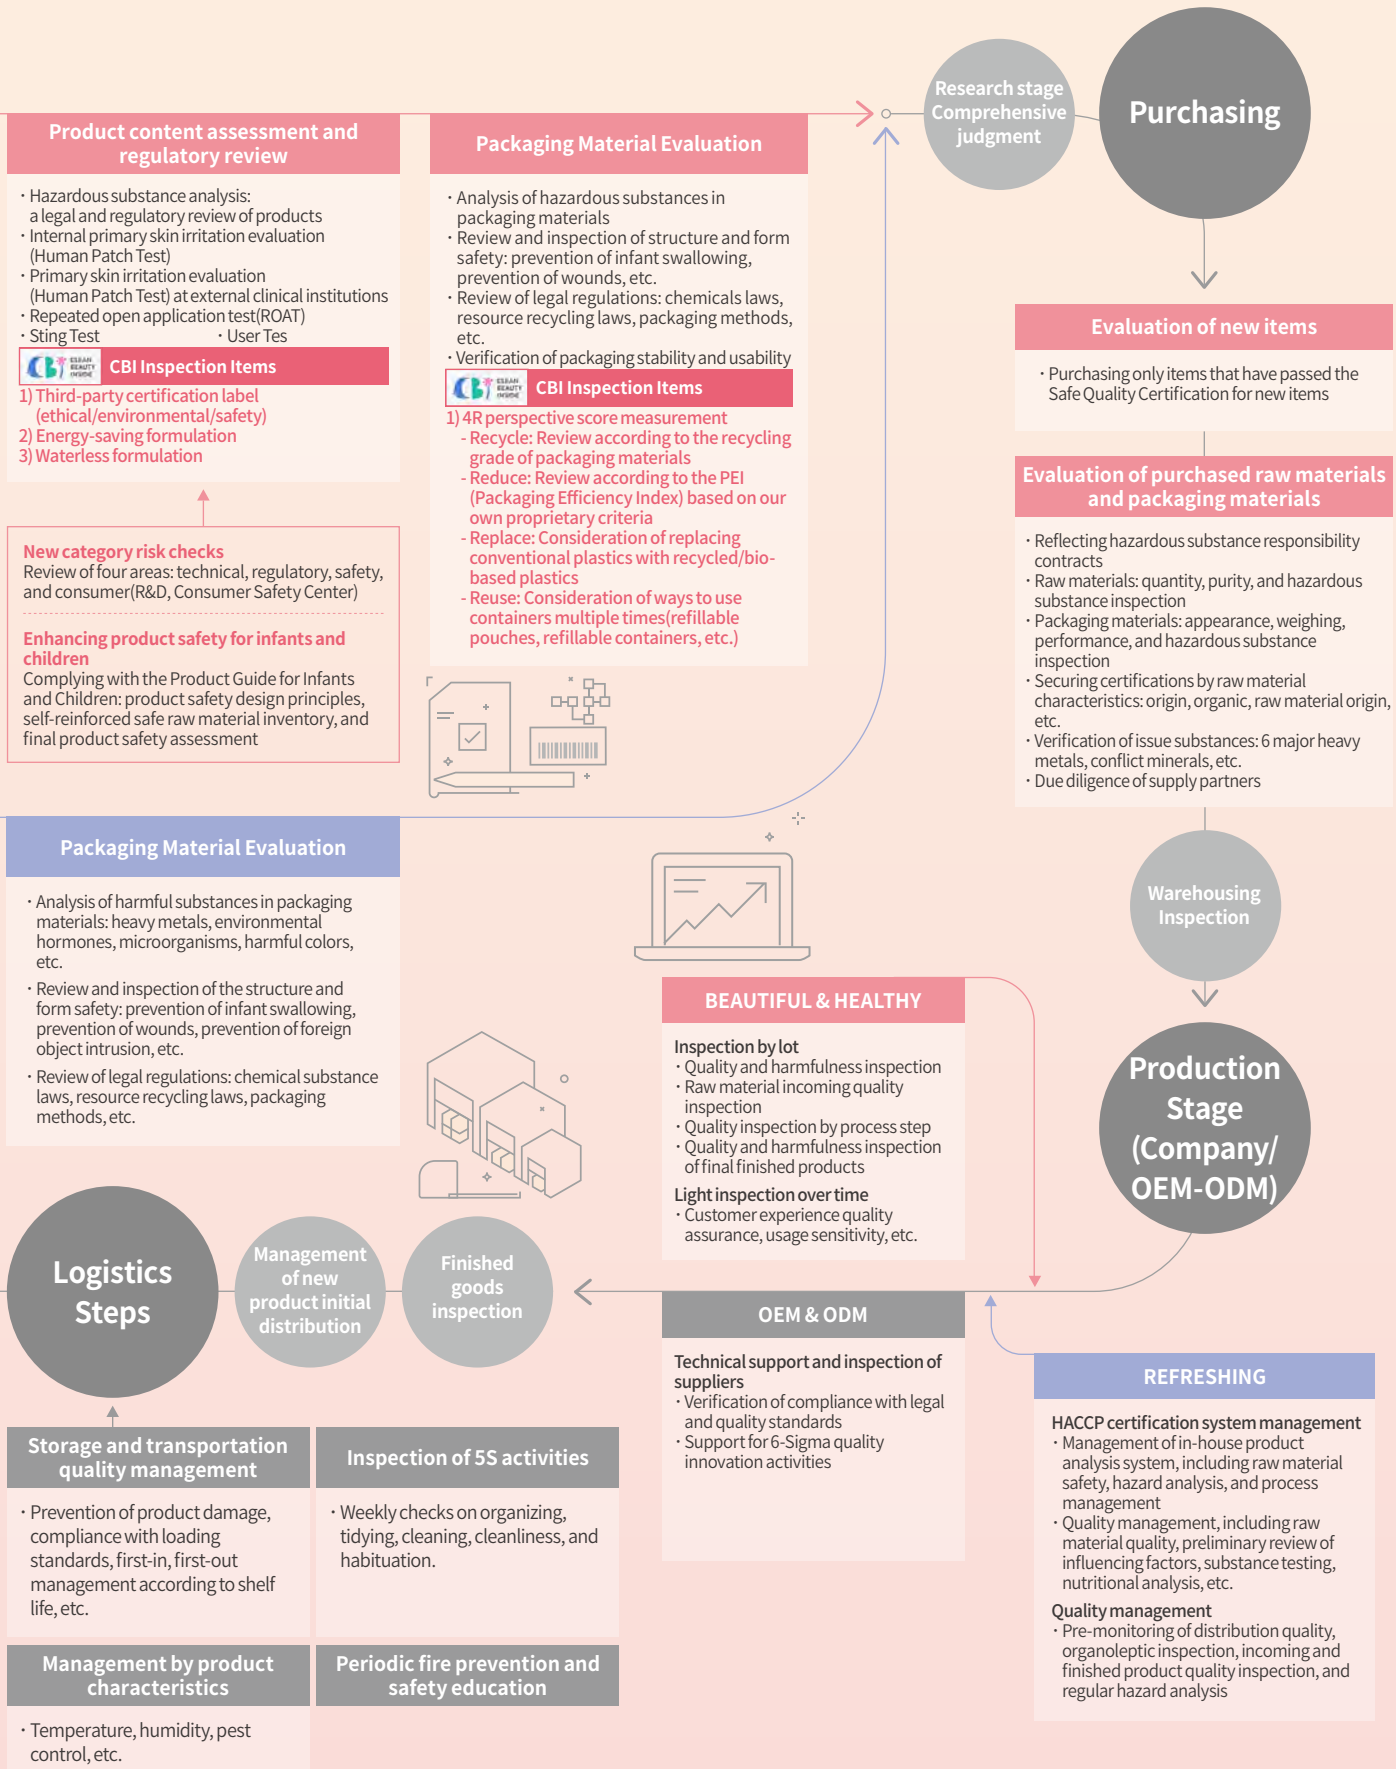 Research stage
Comprehensive
judgment
Purchasing
Product content assessment and
regulatory review
· Hazardous substance analysis:
a legal and regulatory review of products
· Internal primary skin irritation evaluation
(Human Patch Test)
· Primary skin irritation evaluation
(Human Patch Test) at external clinical institutions
· Repeated open application test(ROAT)
· Sting Test · User Tes
CBI CLEAN BEAUTY INSIDE CBI Inspection Items
1) Third-party certification label
(ethical/environmental/safety)
2) Energy-saving formulation
3) Waterless formulation
New category risk checks
Review of four areas: technical, regulatory, safety,
and consumer(R&D, Consumer Safety Center)
Enhancing product safety for infants and
children
Complying with the Product Guide for Infants
and Children: product safety design principles,
self-reinforced safe raw material inventory, and
final product safety assessment
Packaging Material Evaluation
· Analysis of hazardous substances in
packaging materials
· Review and inspection of structure and form
safety: prevention of infant swallowing,
prevention of wounds, etc.
· Review of legal regulations: chemicals laws,
resource recycling laws, packaging methods,
etc.
· Verification of packaging stability and usability
CBI CLEAN BEAUTY INSIDE CBI Inspection Items
1) 4R perspective score measurement
- Recycle: Review according to the recycling
grade of packaging materials
- Reduce: Review according to the PEI
(Packaging Efficiency Index) based on our
own proprietary criteria
- Replace: Consideration of replacing
conventional plastics with recycled/bio-
based plastics
- Reuse: Consideration of ways to use
containers multiple times(refillable
pouches, refillable containers, etc.)
Evaluation of new items
· Purchasing only items that have passed the
Safe Quality Certification for new items
Evaluation of purchased raw materials
and packaging materials
· Reflecting hazardous substance responsibility
contracts
· Raw materials: quantity, purity, and hazardous
substance inspection
· Packaging materials: appearance, weighing,
performance, and hazardous substance
inspection
· Securing certifications by raw material
characteristics: origin, organic, raw material origin,
etc.
· Verification of issue substances: 6 major heavy
metals, conflict minerals, etc.
· Due diligence of supply partners
Packaging Material Evaluation
· Analysis of harmful substances in packaging
materials: heavy metals, environmental
hormones, microorganisms, harmful colors,
etc.
· Review and inspection of the structure and
form safety: prevention of infant swallowing,
prevention of wounds, prevention of foreign
object intrusion, etc.
· Review of legal regulations: chemical substance
laws, resource recycling laws, packaging
methods, etc.
Warehousing
Inspection
Production
Stage
(Company/
OEM-ODM)
BEAUTIFUL & HEALTHY
Inspection by lot
· Quality and harmfulness inspection
· Raw material incoming quality
inspection
· Quality inspection by process step
· Quality and harmfulness inspection
of final finished products
Light inspection over time
· Customer experience quality
assurance, usage sensitivity, etc.
OEM & ODM
Technical support and inspection of
suppliers
· Verification of compliance with legal
and quality standards
· Support for 6-Sigma quality
innovation activities
REFRESHING
HACCP certification system management
· Management of in-house product
analysis system, including raw material
safety, hazard analysis, and process
management
· Quality management, including raw
material quality, preliminary review of
influencing factors, substance testing,
nutritional analysis, etc.
Quality management
· Pre-monitoring of distribution quality,
organoleptic inspection, incoming and
finished product quality inspection, and
regular hazard analysis
Finished
goods
inspection
Management
of new
product initial
distribution
Logistics
Steps
Storage and transportation
quality management
· Prevention of product damage,
compliance with loading
standards, first-in, first-out
management according to shelf
life, etc.
Inspection of 5S activities
· Weekly checks on organizing,
tidying, cleaning, cleanliness, and
habituation.
Management by product
characteristics
· Temperature, humidity, pest
control, etc.
Periodic fire prevention and
safety education